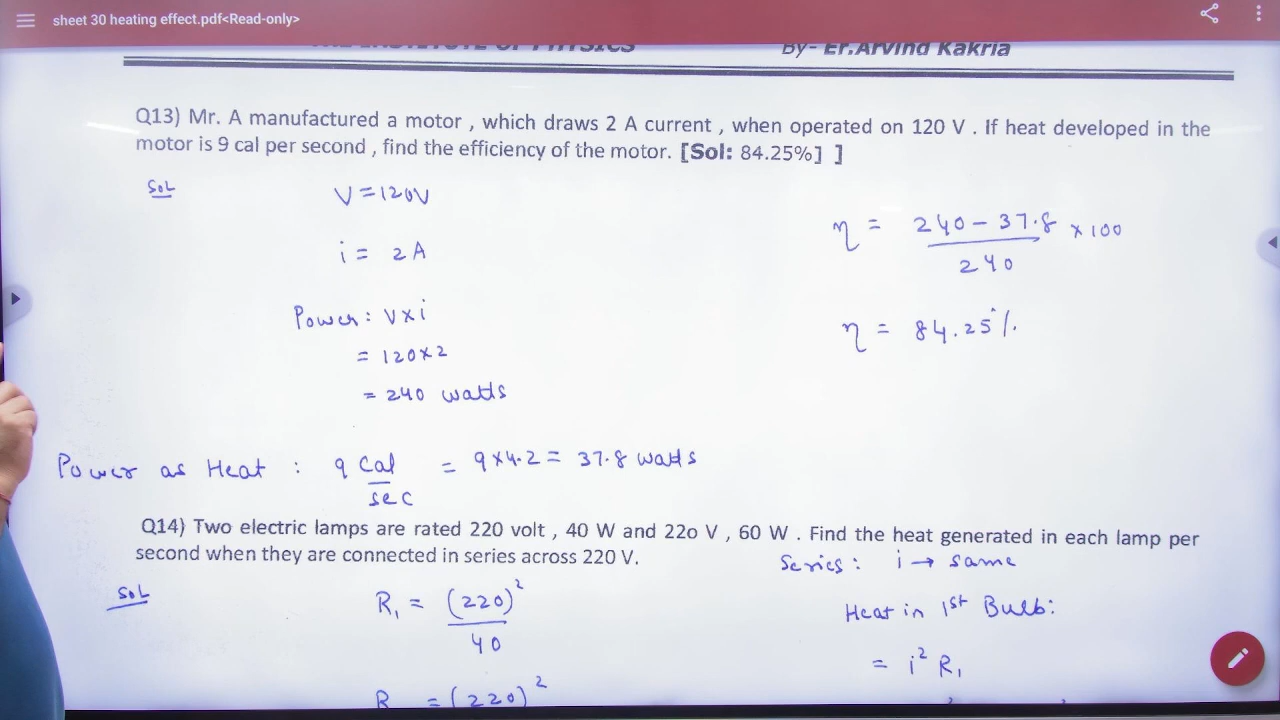 sheet 30 heating effect.pdf<Read-only>
INSTITUTE OF PHYSICS By- Er.Arvind Kakria
Q13) Mr. A manufactured a motor , which draws 2 A current , when operated on 120 V . If heat developed in the
motor is 9 cal per second , find the efficiency of the motor. [Sol: 84.25%] ]
Sol
V = 120V
i = 2A
Power: V×i
= 120×2
= 240 watts
η = 240 - 37.8 / 240 × 100
η = 84.25%
Power as Heat : 9 Cal/sec = 9×4.2 = 37.8 watts
Q14) Two electric lamps are rated 220 volt , 40 W and 22o V , 60 W . Find the heat generated in each lamp per
second when they are connected in series across 220 V.
Sol
R₁ = (220)² / 40
R = (220)²
Series: i → same
Heat in 1st Bulb:
= i² R₁